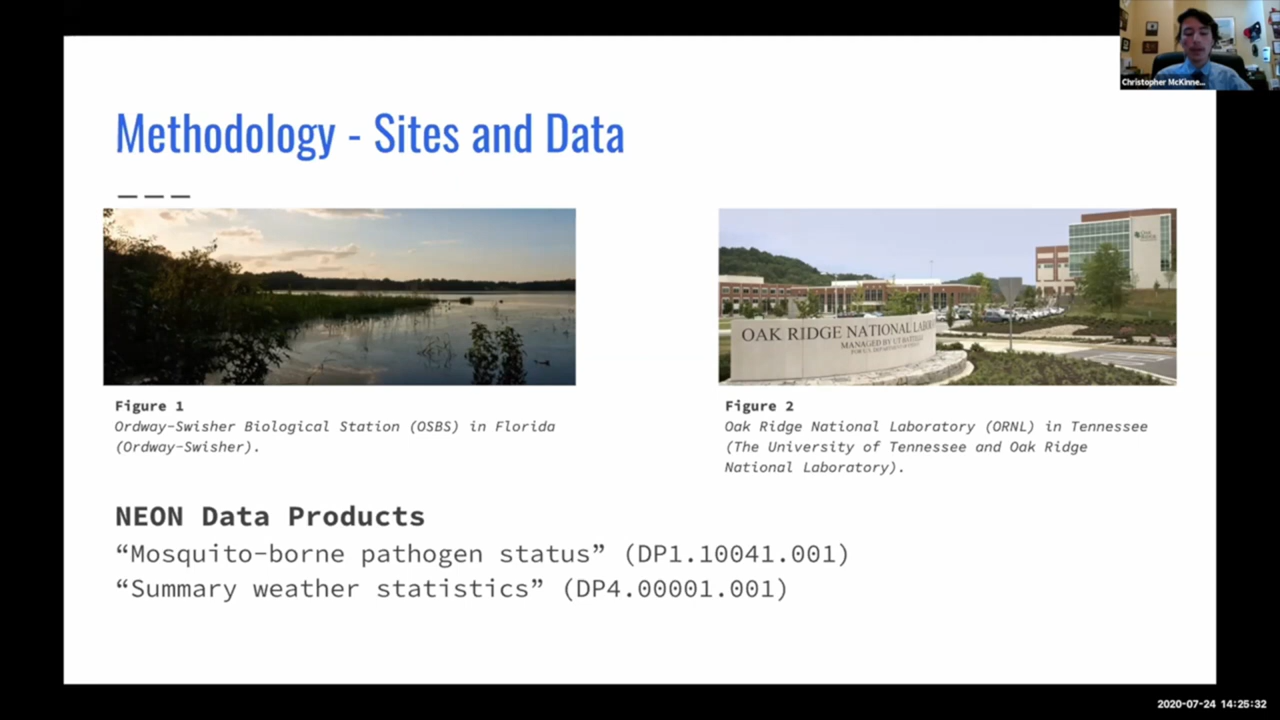 Christopher McKinne...
Methodology - Sites and Data
OAK RIDGE NATIONAL LABO
MANAGED BY UT-BATTELLE
Figure 1
Ordway-Swisher Biological Station (OSBS) in Florida
(Ordway-Swisher).
Figure 2
Oak Ridge National Laboratory (ORNL) in Tennessee
(The University of Tennessee and Oak Ridge
National Laboratory).
NEON Data Products
“Mosquito-borne pathogen status” (DP1.10041.001)
“Summary weather statistics” (DP4.00001.001)
2020-07-24 14:25:32